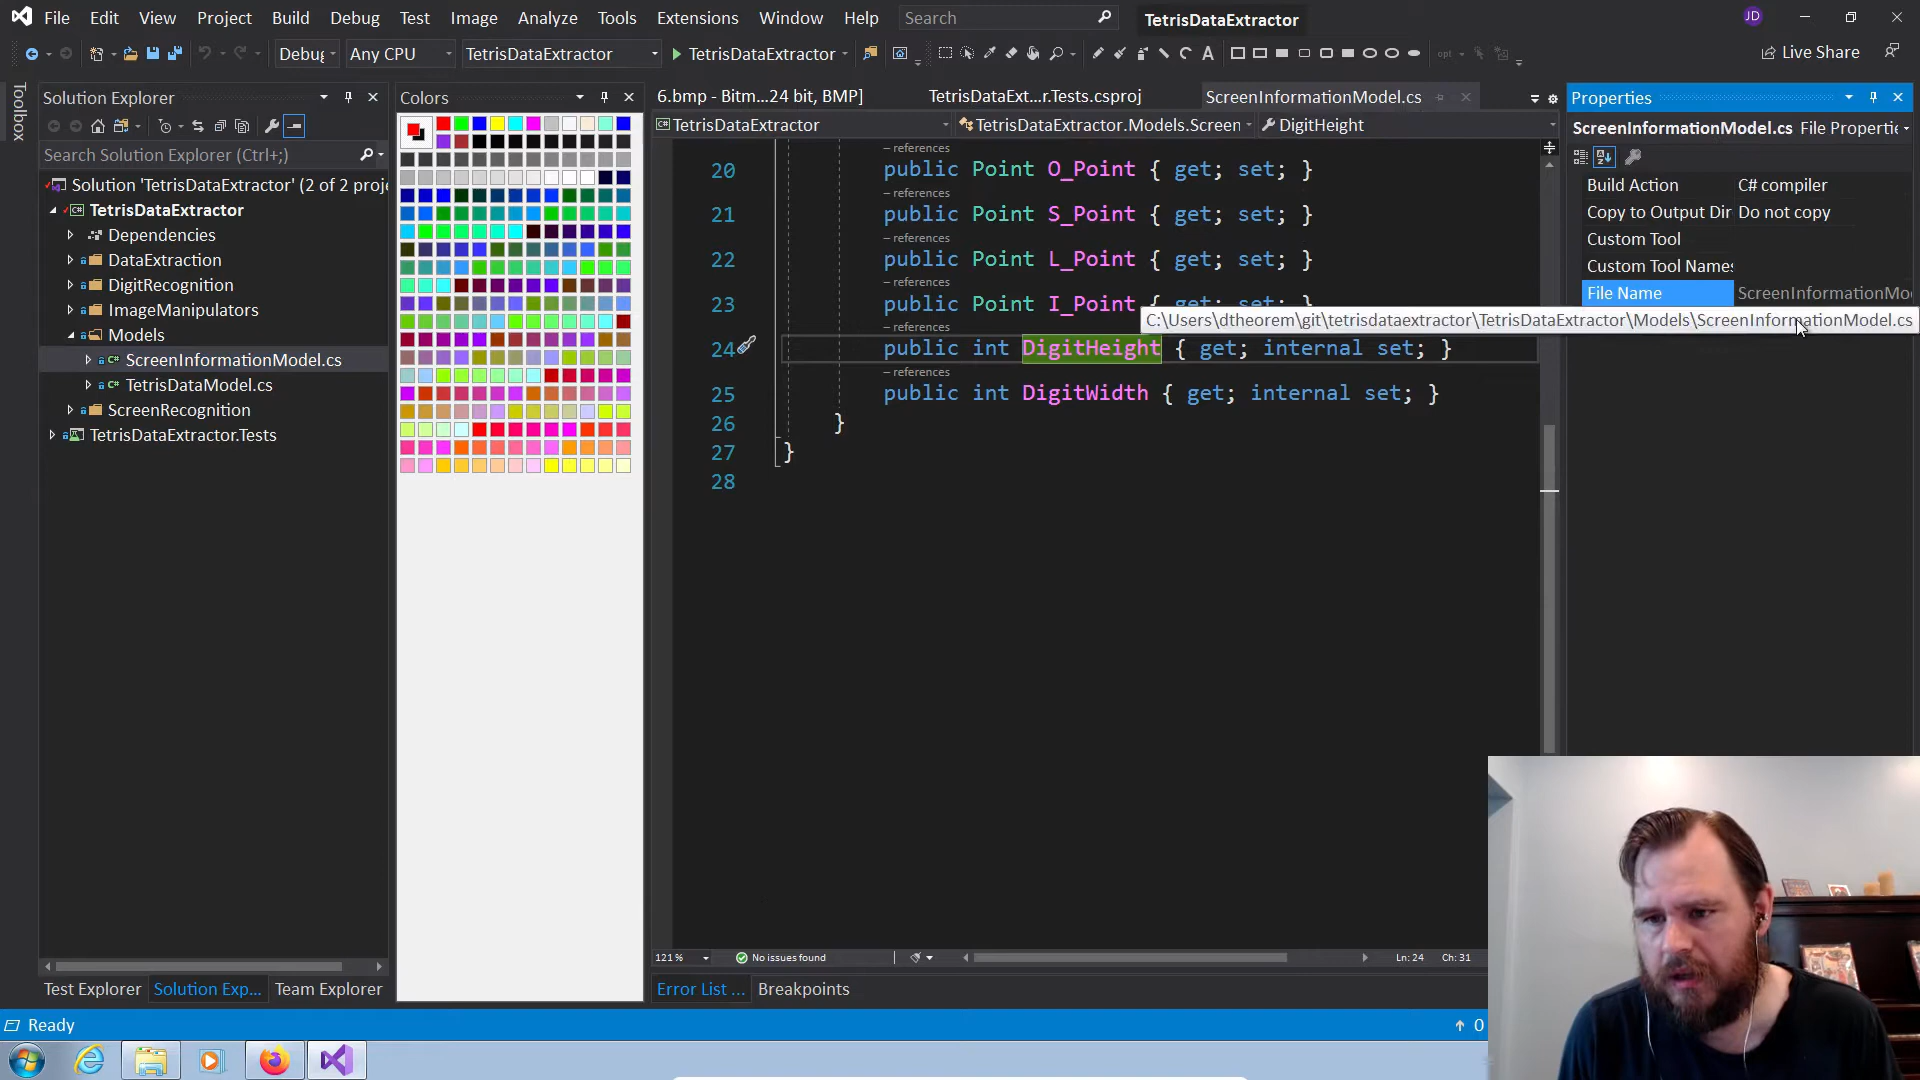 File Edit View Project Build Debug Test Image Analyze Tools Extensions Window Help Search TetrisDataExtractor JD
Debug Any CPU TetrisDataExtractor TetrisDataExtractor Live Share
Toolbox
Solution Explorer
Search Solution Explorer (Ctrl+;)
Solution 'TetrisDataExtractor' (2 of 2 proje
TetrisDataExtractor
Dependencies
DataExtraction
DigitRecognition
ImageManipulators
Models
ScreenInformationModel.cs
TetrisDataModel.cs
ScreenRecognition
TetrisDataExtractor.Tests
Test Explorer Solution Exp... Team Explorer
Colors
6.bmp - Bitm...24 bit, BMP] TetrisDataExt...r.Tests.csproj ScreenInformationModel.cs
TetrisDataExtractor TetrisDataExtractor.Models.Screen DigitHeight
– references
20 public Point O_Point { get; set; }
– references
21 public Point S_Point { get; set; }
– references
22 public Point L_Point { get; set; }
– references
23 public Point I_Point { get; set; }
– references
24 public int DigitHeight { get; internal set; }
– references
25 public int DigitWidth { get; internal set; }
26 }
27 }
28
121 % No issues found Ln: 24 Ch: 31
Error List ... Breakpoints
Properties
ScreenInformationModel.cs File Properti
Build Action C# compiler
Copy to Output Dir Do not copy
Custom Tool
Custom Tool Name
File Name ScreenInformationMo
C:\Users\dtheorem\git\tetrisdataextractor\TetrisDataExtractor\Models\ScreenInformationModel.cs
Ready 0